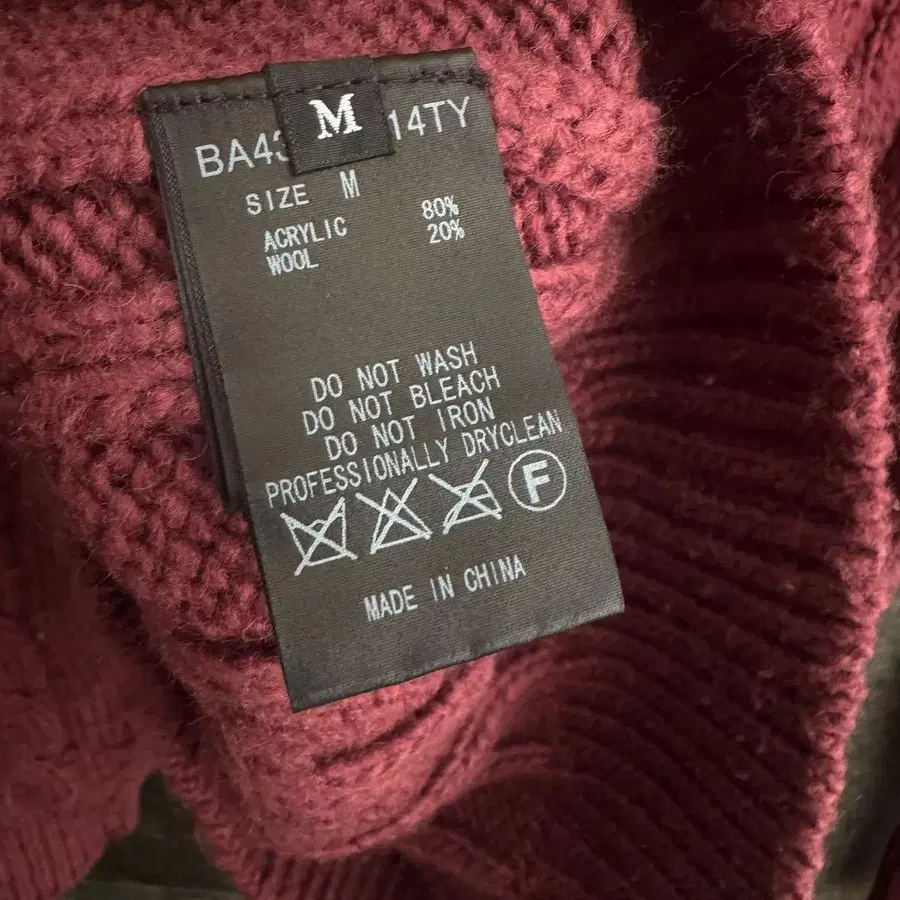 M
BA43 14TY
SIZE M
ACRYLIC 80%
WOOL 20%
DO NOT WASH
DO NOT BLEACH
DO NOT IRON
PROFESSIONALLY DRYCLEAN
F
MADE IN CHINA